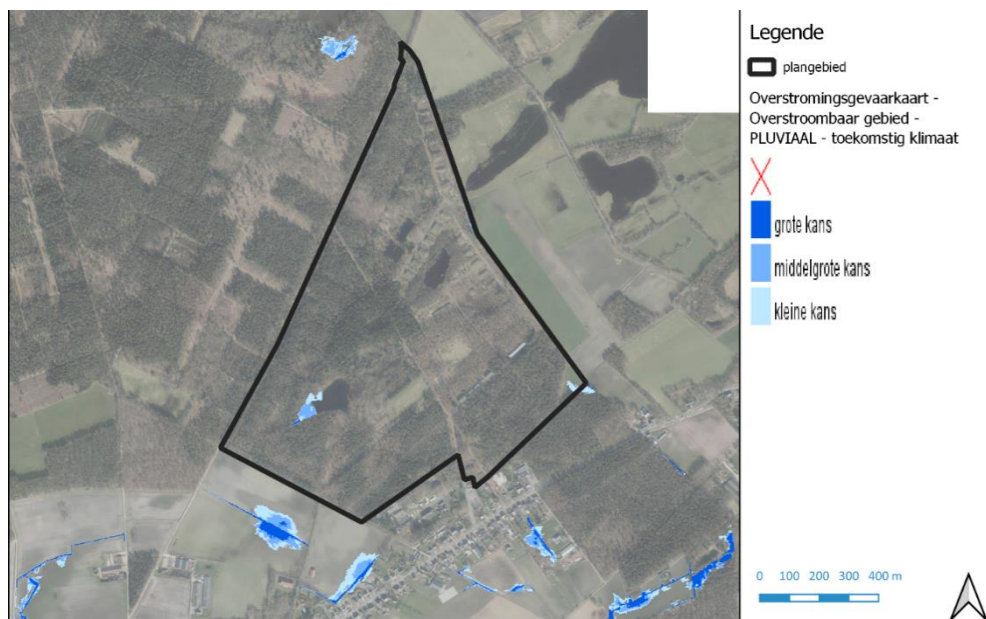 Legende
plangebied
Overstromingsgevaarkaart -
Overstroombaar gebied -
PLUVIAAL - toekomstig klimaat
grote kans
middelgrote kans
kleine kans
0 100 200 300 400 m